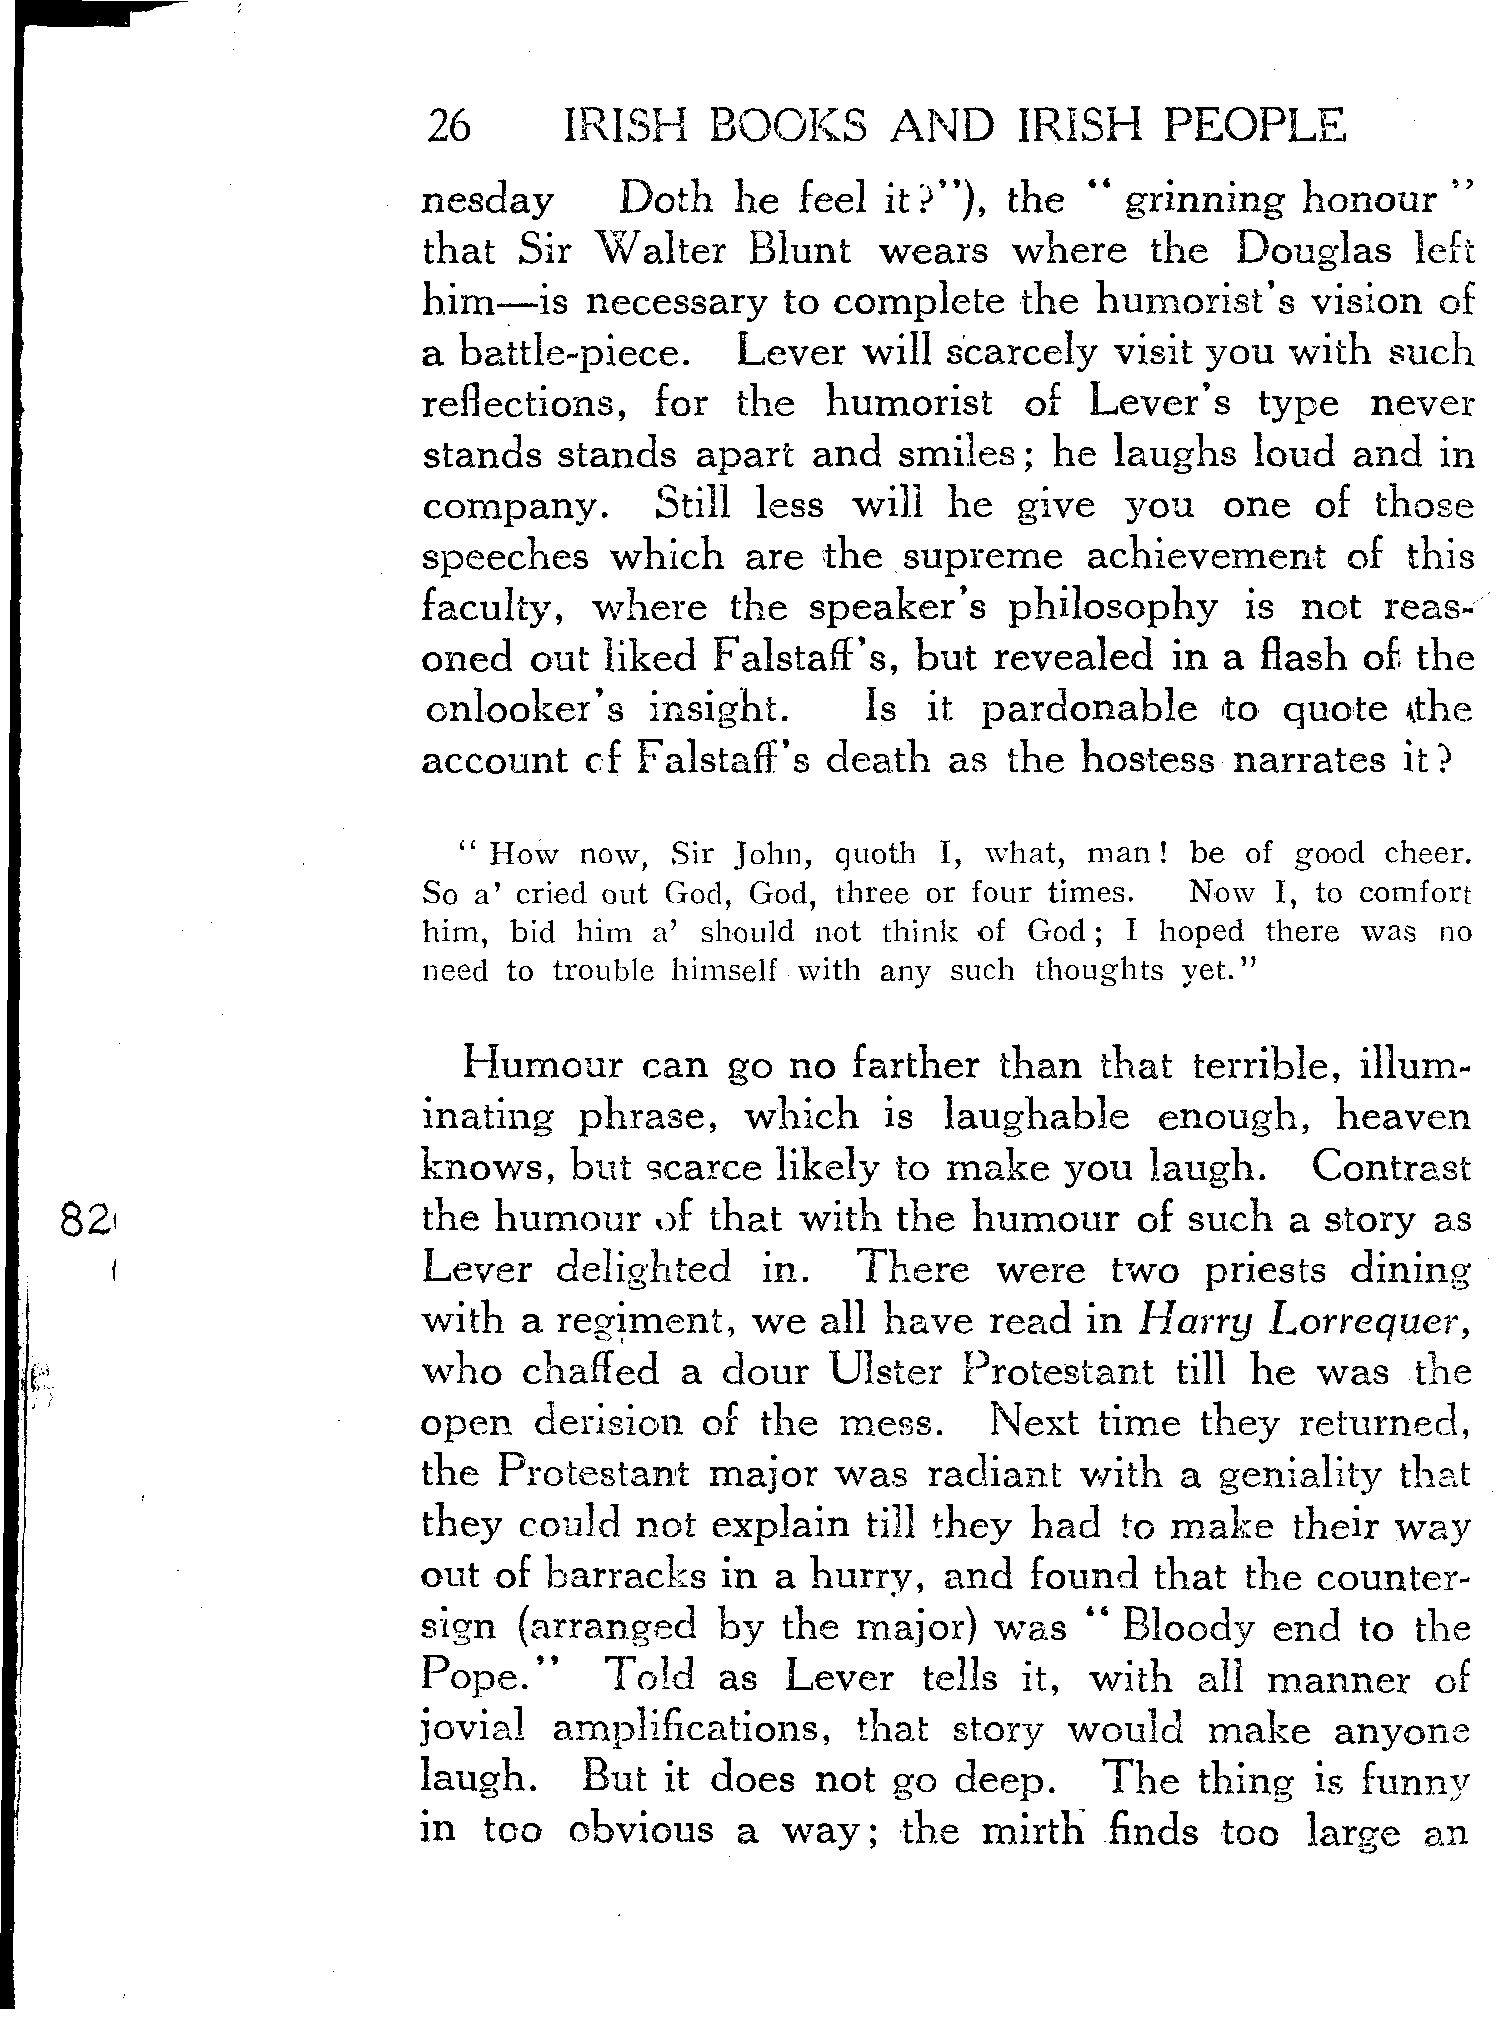 26 IRISH BOOKS AND IRISH PEOPLE
nesday Doth he feel it?"), the " grinning honour "
that Sir Walter Blunt wears where the Douglas left
him—is necessary to complete the humorist's vision of
a battle-piece. Lever will scarcely visit you with such
reflections, for the humorist of Lever's type never
stands stands apart and smiles; he laughs loud and in
company. Still less will he give you one of those
speeches which are the supreme achievement of this
faculty, where the speaker's philosophy is not reas-
oned out liked Falstaff's, but revealed in a flash of the
onlooker's insight. Is it pardonable to quote the
account of Falstaff's death as the hostess narrates it?
" How now, Sir John, quoth I, what, man! be of good cheer.
So a' cried out God, God, three or four times. Now I, to comfort
him, bid him a' should not think of God; I hoped there was no
need to trouble himself with any such thoughts yet."
Humour can go no farther than that terrible, illum-
inating phrase, which is laughable enough, heaven
knows, but scarce likely to make you laugh. Contrast
the humour of that with the humour of such a story as
Lever delighted in. There were two priests dining
with a regiment, we all have read in Harry Lorrequer,
who chaffed a dour Ulster Protestant till he was the
open derision of the mess. Next time they returned,
the Protestant major was radiant with a geniality that
they could not explain till they had to make their way
out of barracks in a hurry, and found that the counter-
sign (arranged by the major) was " Bloody end to the
Pope." Told as Lever tells it, with all manner of
jovial amplifications, that story would make anyone
laugh. But it does not go deep. The thing is funny
in too obvious a way; the mirth finds too large an
82